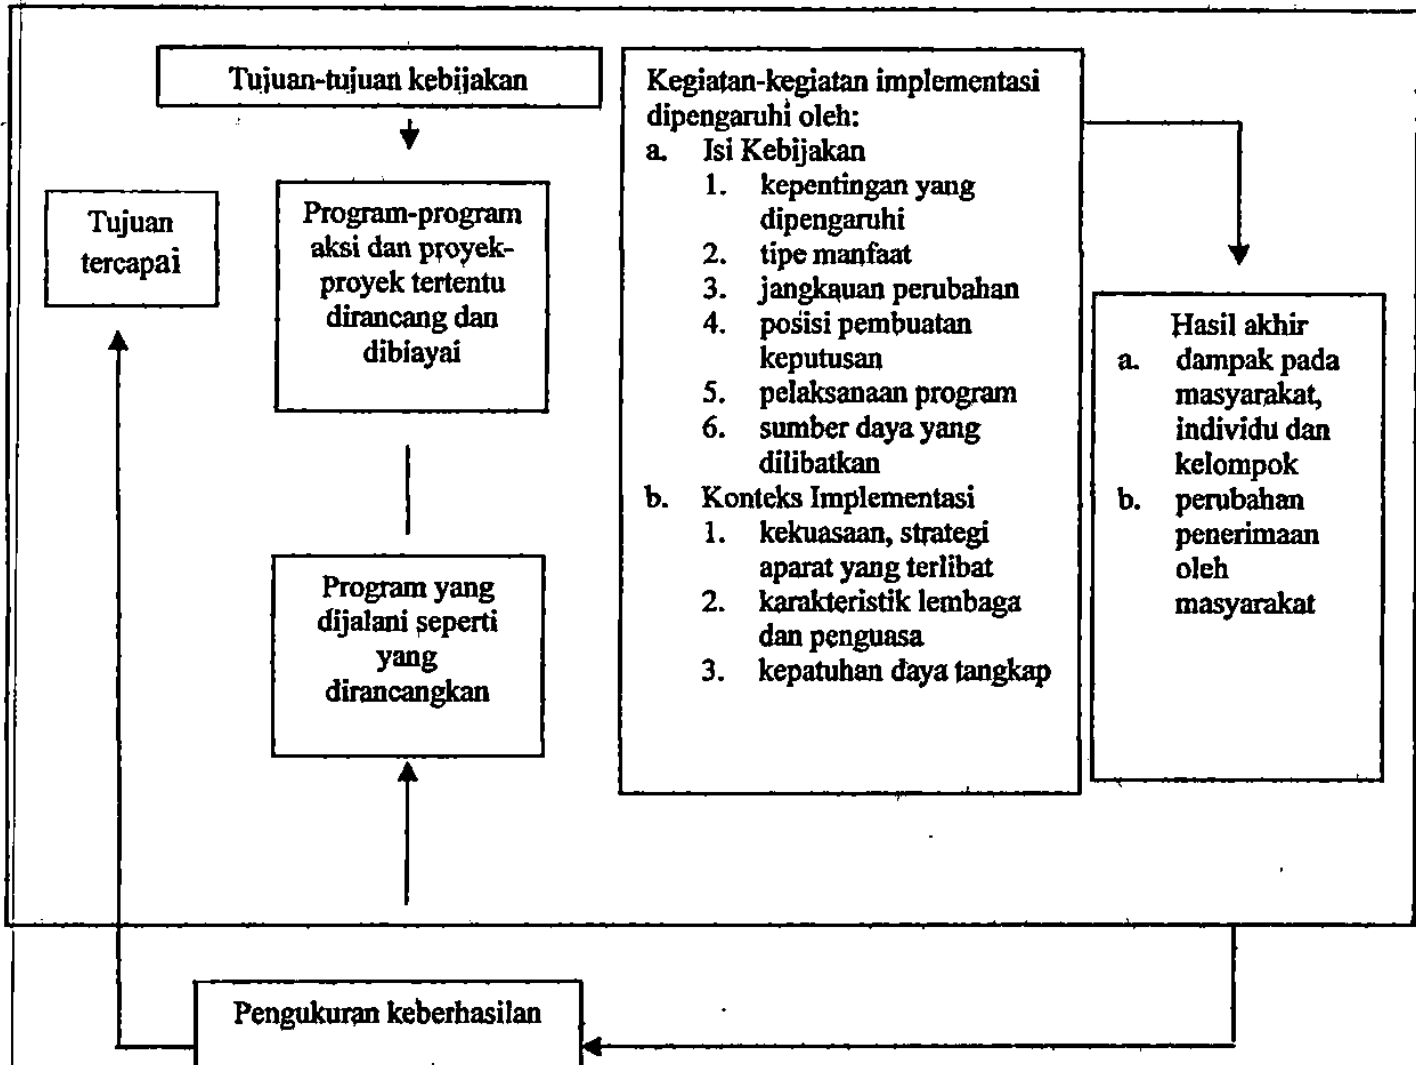 Tujuan-tujuan kebijakan
Tujuan
tercapai
Program-program
aksi dan proyek-
proyek tertentu
dirancang dan
dibiayai
Program yang
dijalani seperti
yang
dirancangkan
Kegiatan-kegiatan implementasi
dipengaruhi oleh:
a. Isi Kebijakan
1. kepentingan yang
dipengaruhi
2. tipe manfaat
3. jangkauan perubahan
4. posisi pembuatan
keputusan
5. pelaksanaan program
6. sumber daya yang
dilibatkan
b. Konteks Implementasi
1. kekuasaan, strategi
aparat yang terlibat
2. karakteristik lembaga
dan penguasa
3. kepatuhan daya tangkap
Hasil akhir
a. dampak pada
masyarakat,
individu dan
kelompok
b. perubahan
penerimaan
oleh
masyarakat
Pengukuran keberhasilan